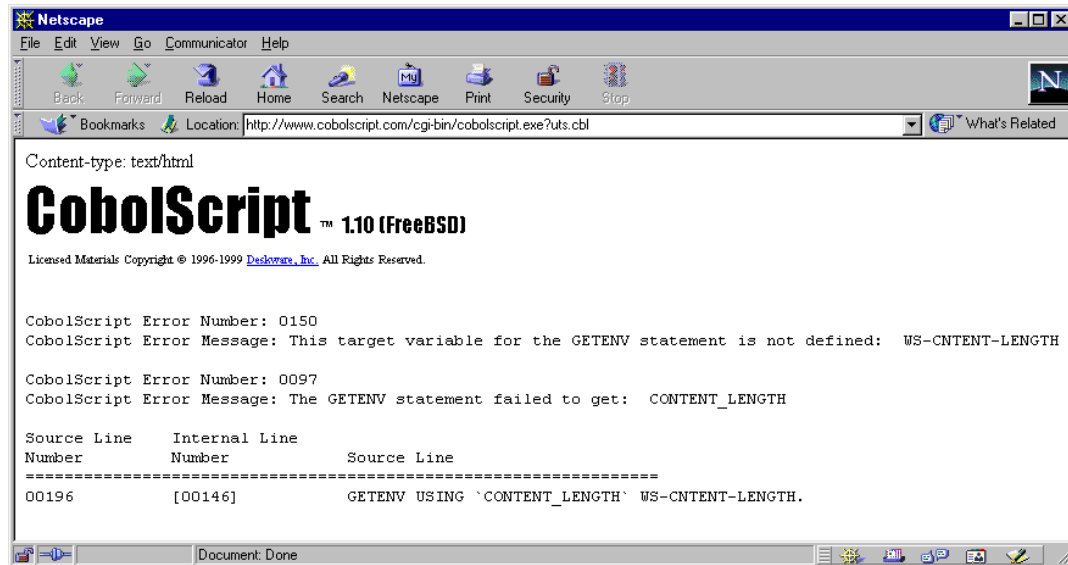 Netscape
File Edit View Go Communicator Help
Back Forward Reload Home Search My Netscape Print Security Stop N
Bookmarks Location: http://www.cobolscript.com/cgi-bin/cobolscript.exe?uts.cbl What's Related
Content-type: text/html
CobolScript ™ 1.10 (FreeBSD)
Licensed Materials Copyright © 1996-1999 Deskware, Inc. All Rights Reserved.
CobolScript Error Number: 0150
CobolScript Error Message: This target variable for the GETENV statement is not defined: WS-CNTENT-LENGTH
CobolScript Error Number: 0097
CobolScript Error Message: The GETENV statement failed to get: CONTENT_LENGTH
Source Line Internal Line
Number Number Source Line
=================================================================
00196 [00146] GETENV USING `CONTENT_LENGTH` WS-CNTENT-LENGTH.
Document: Done